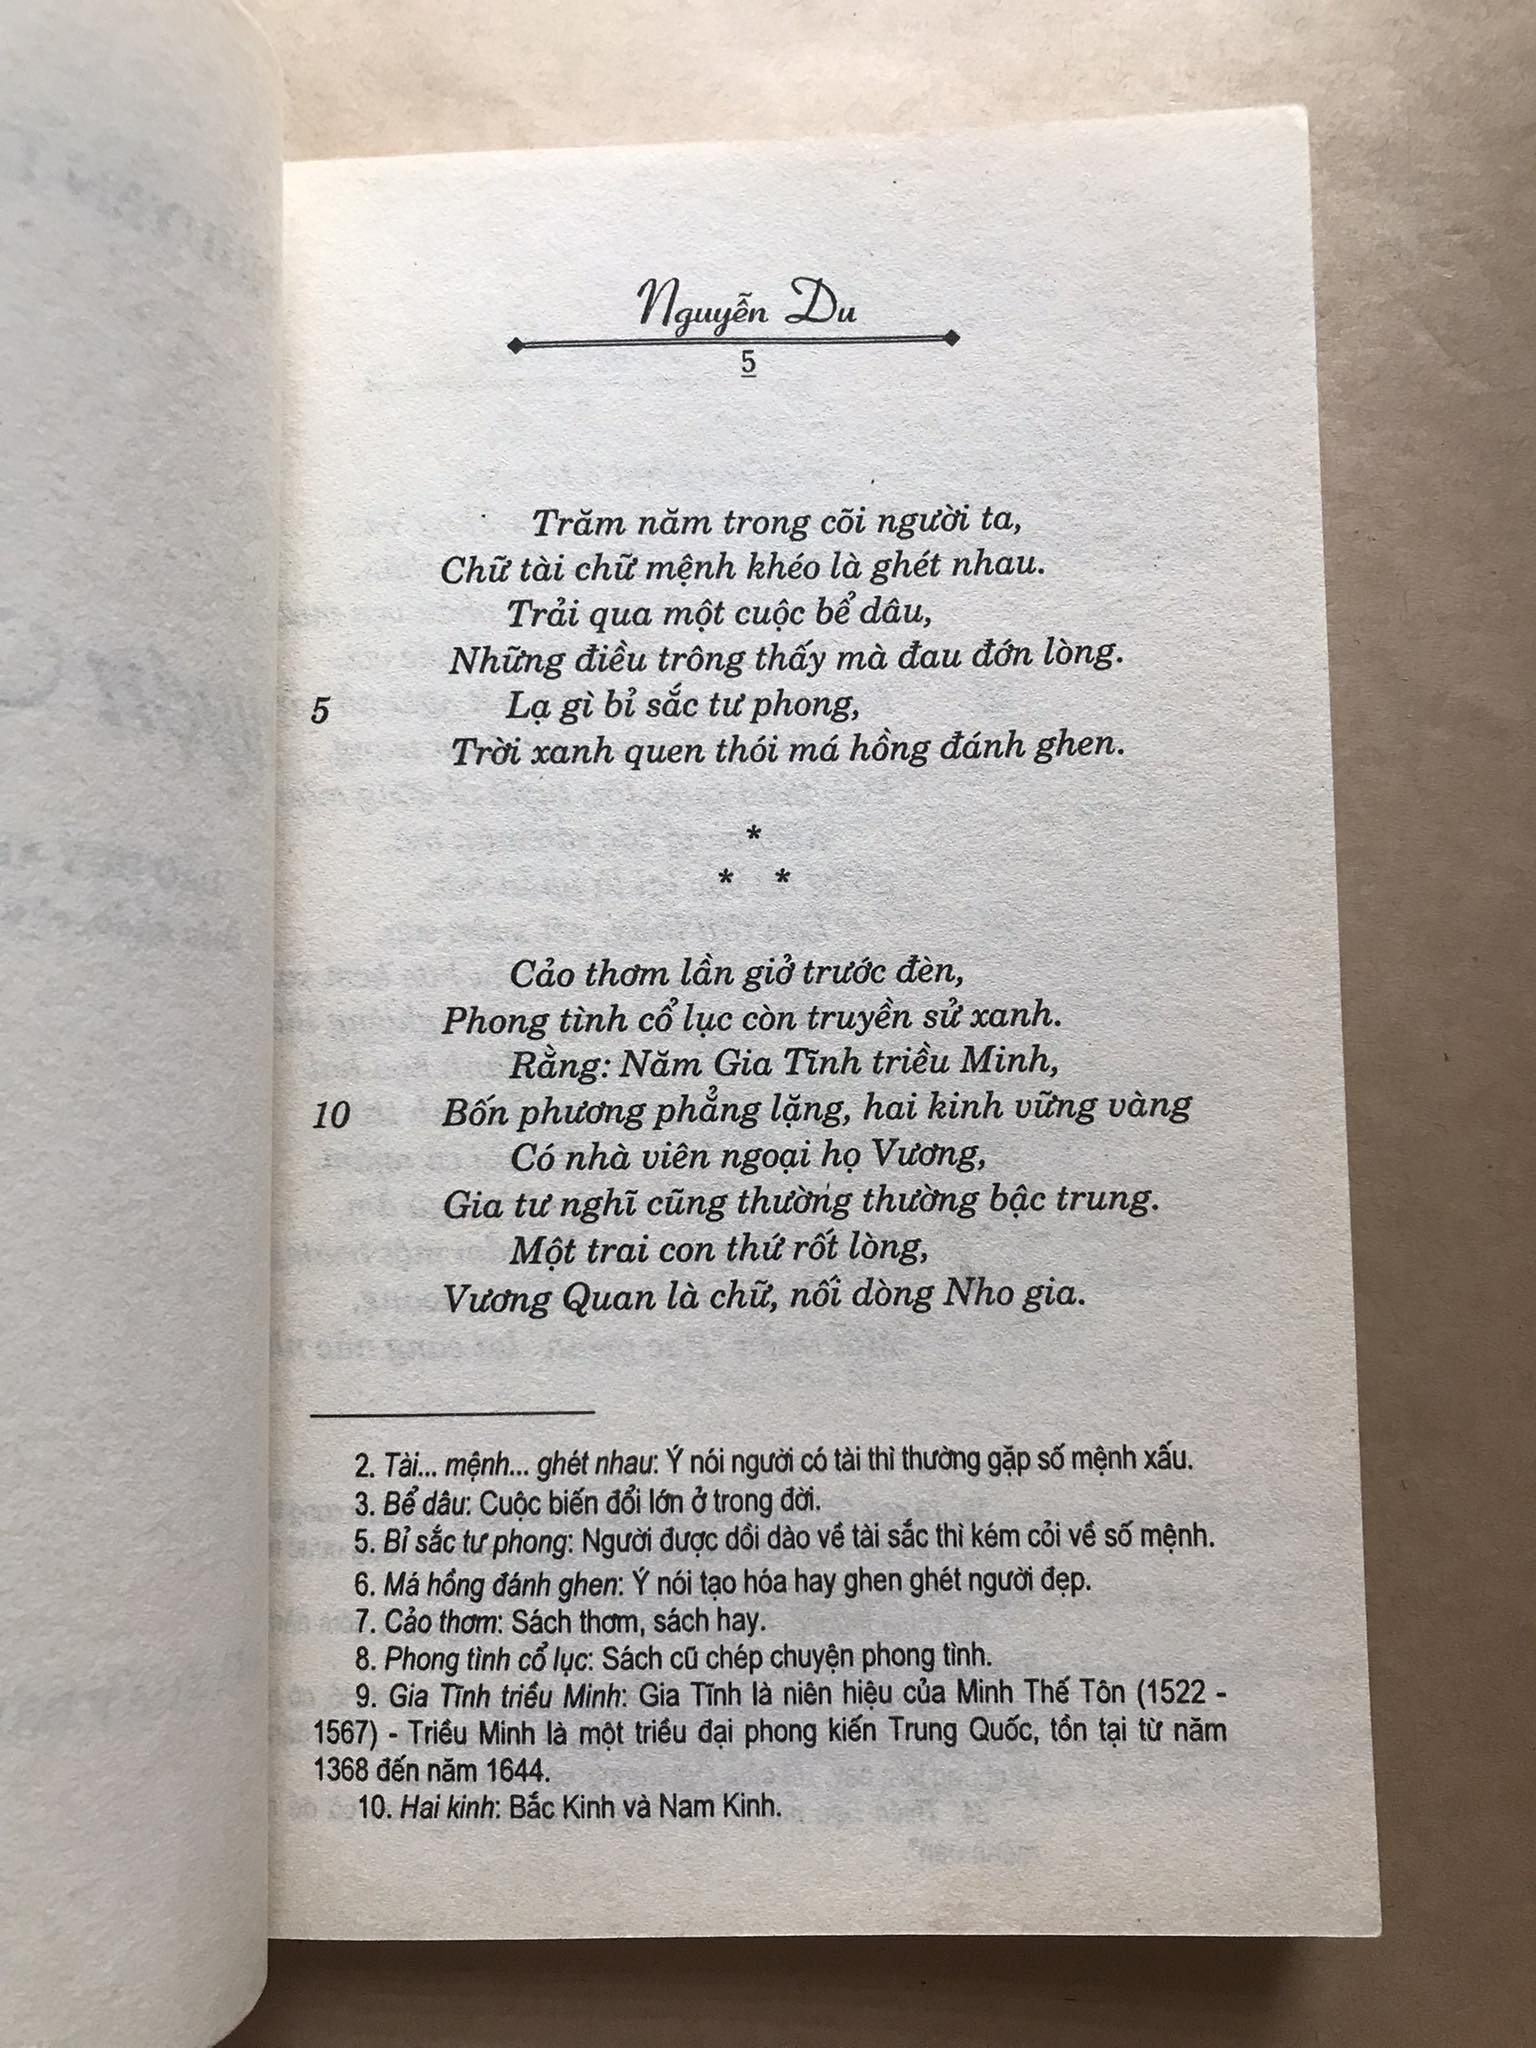 Nguyễn Du
5
Trăm năm trong cõi người ta,
Chữ tài chữ mệnh khéo là ghét nhau.
Trải qua một cuộc bể dâu,
Những điều trông thấy mà đau đớn lòng.
5 Lạ gì bỉ sắc tư phong,
Trời xanh quen thói má hồng đánh ghen.
*
* *
Cảo thơm lần giở trước đèn,
Phong tình cổ lục còn truyền sử xanh.
Rằng: Năm Gia Tĩnh triều Minh,
10 Bốn phương phẳng lặng, hai kinh vững vàng
Có nhà viên ngoại họ Vương,
Gia tư nghĩ cũng thường thường bậc trung.
Một trai con thứ rốt lòng,
Vương Quan là chữ, nối dòng Nho gia.
2. Tài... mệnh... ghét nhau: Ý nói người có tài thì thường gặp số mệnh xấu.
3. Bể dâu: Cuộc biến đổi lớn ở trong đời.
5. Bỉ sắc tư phong: Người được dồi dào về tài sắc thì kém cỏi về số mệnh.
6. Má hồng đánh ghen: Ý nói tạo hóa hay ghen ghét người đẹp.
7. Cảo thơm: Sách thơm, sách hay.
8. Phong tình cổ lục: Sách cũ chép chuyện phong tình.
9. Gia Tĩnh triều Minh: Gia Tĩnh là niên hiệu của Minh Thế Tôn (1522 -
1567) - Triều Minh là một triều đại phong kiến Trung Quốc, tồn tại từ năm
1368 đến năm 1644.
10. Hai kinh: Bắc Kinh và Nam Kinh.